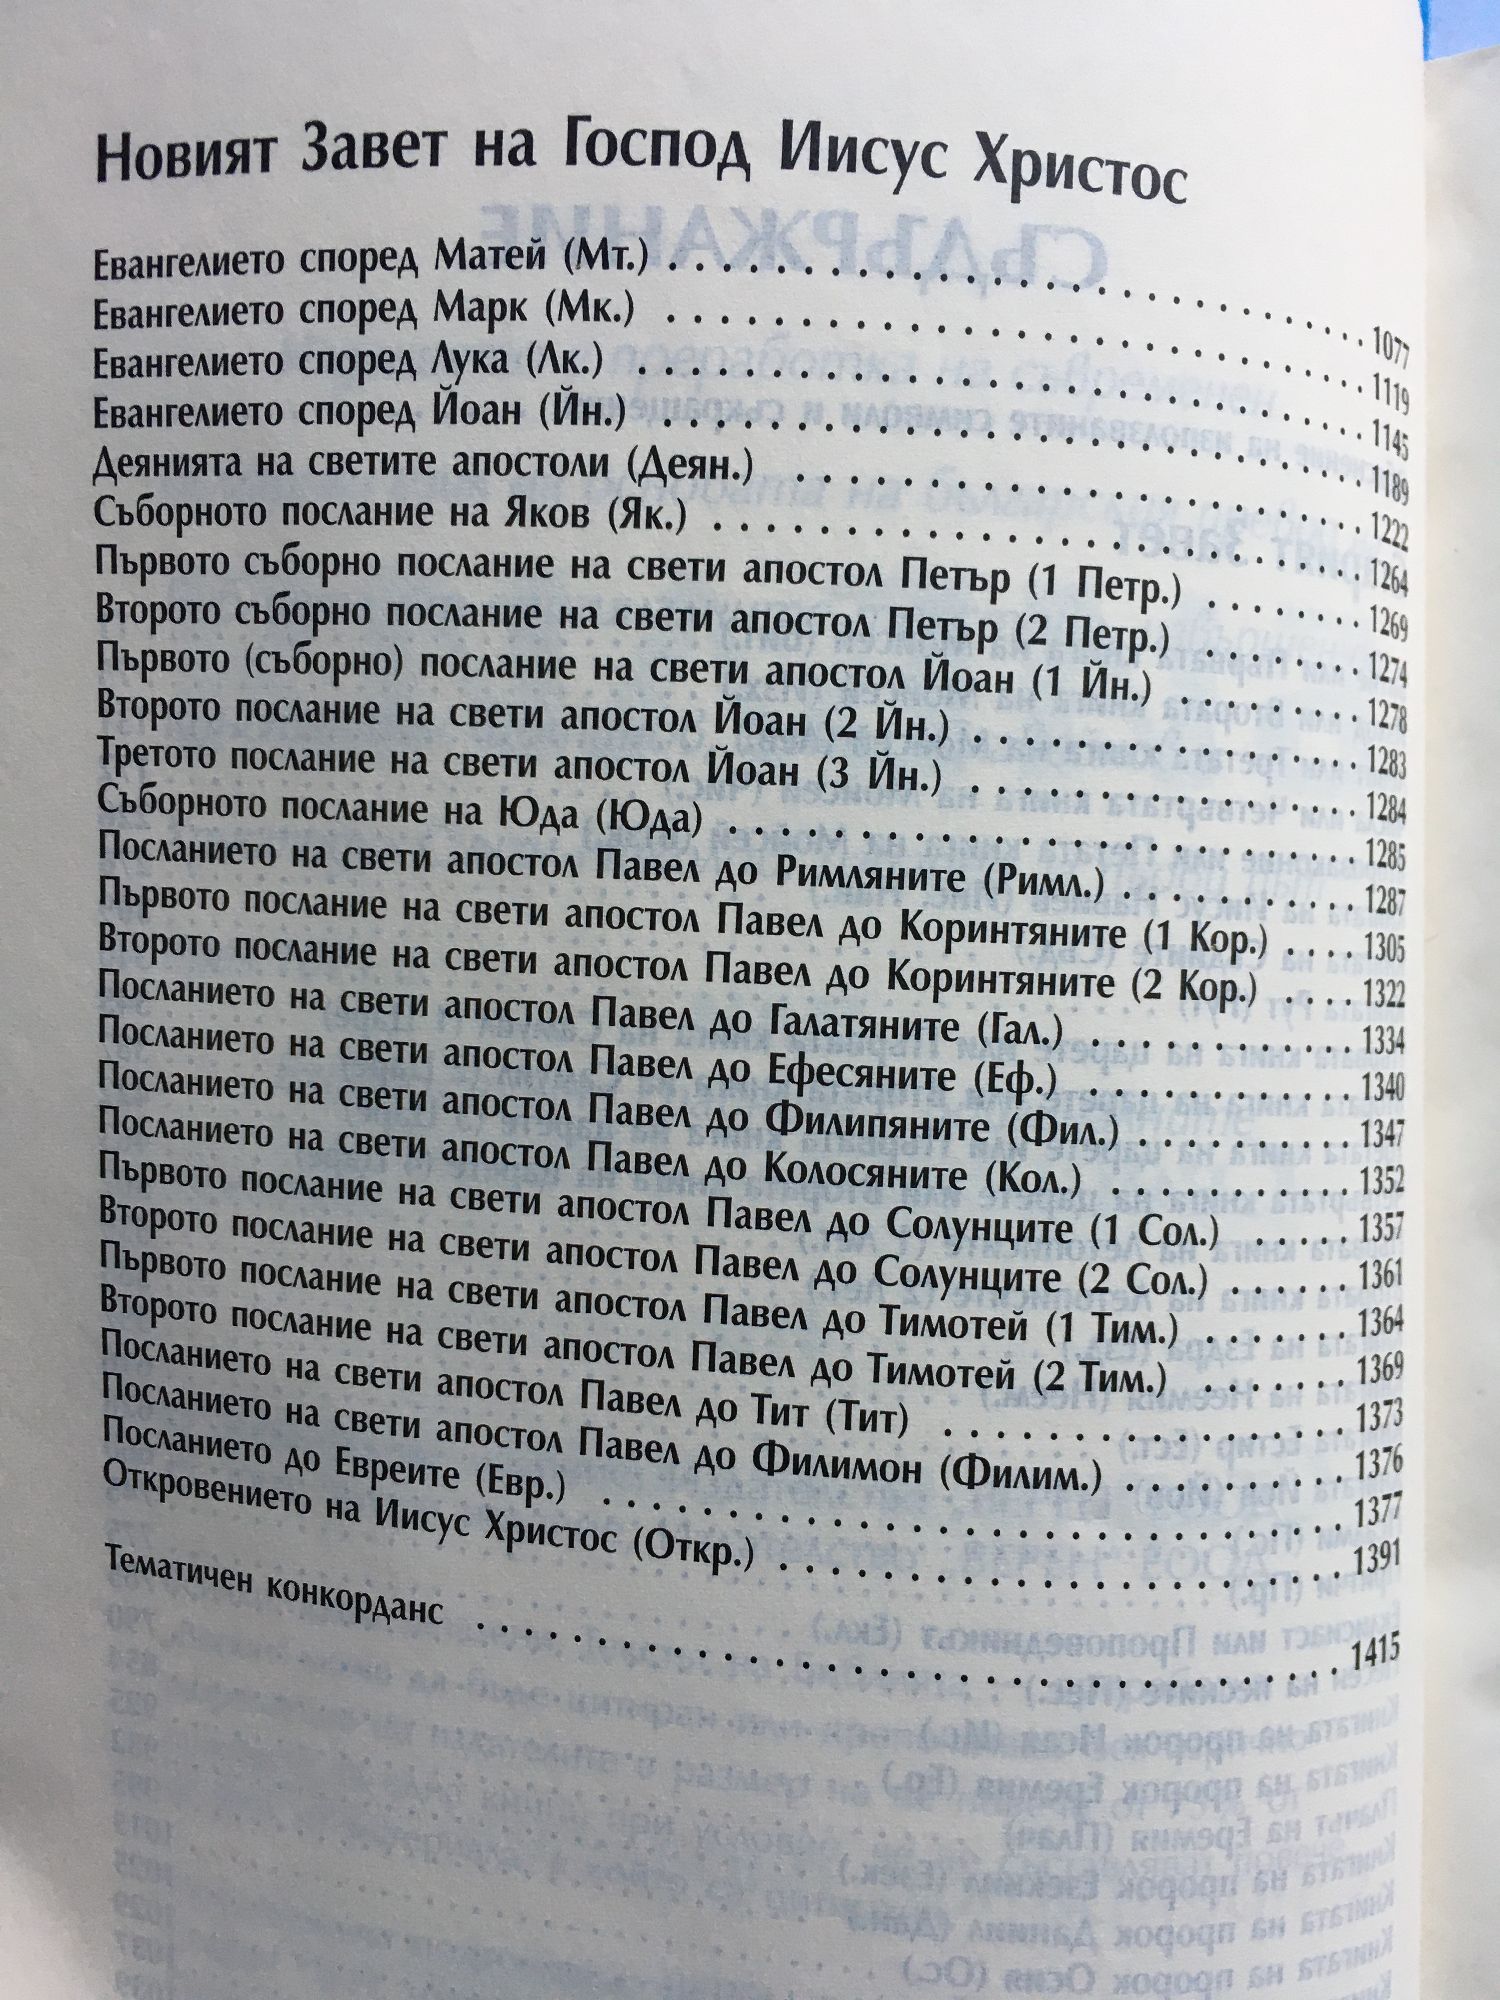 Новият Завет на Господ Иисус Христос
Евангелието според Матей (Мт.) . . . . . . . . . . . . . . . . . . . . . . . . . . 1077
Евангелието според Марк (Мк.) . . . . . . . . . . . . . . . . . . . . . . . . . . 1119
Евангелието според Лука (Лк.) . . . . . . . . . . . . . . . . . . . . . . . . . . . 1145
Евангелието според Йоан (Йн.) . . . . . . . . . . . . . . . . . . . . . . . . . . 1189
Деянията на светите апостоли (Деян.) . . . . . . . . . . . . . . . . . . . . . 1222
Съборното послание на Яков (Як.) . . . . . . . . . . . . . . . . . . . . . . . . 1264
Първото съборно послание на свети апостол Петър (1 Петр.) . . . . . . 1269
Второто съборно послание на свети апостол Петър (2 Петр.) . . . . . . 1274
Първото (съборно) послание на свети апостол Йоан (1 Йн.) . . . . . . . 1278
Второто послание на свети апостол Йоан (2 Йн.) . . . . . . . . . . . . . . 1283
Третото послание на свети апостол Йоан (3 Йн.) . . . . . . . . . . . . . . 1284
Съборното послание на Юда (Юда) . . . . . . . . . . . . . . . . . . . . . . . 1285
Посланието на свети апостол Павел до Римляните (Римл.) . . . . . . . . 1287
Първото послание на свети апостол Павел до Коринтяните (1 Кор.) . . . . 1305
Второто послание на свети апостол Павел до Коринтяните (2 Кор.) . . . . 1322
Посланието на свети апостол Павел до Галатяните (Гал.) . . . . . . . . . . 1334
Посланието на свети апостол Павел до Ефесяните (Еф.) . . . . . . . . . . 1340
Посланието на свети апостол Павел до Филипяните (Фил.) . . . . . . . . 1347
Посланието на свети апостол Павел до Колосяните (Кол.) . . . . . . . . . 1352
Първото послание на свети апостол Павел до Солунците (1 Сол.) . . . . . 1357
Второто послание на свети апостол Павел до Солунците (2 Сол.) . . . . . 1361
Първото послание на свети апостол Павел до Тимотей (1 Тим.) . . . . . . 1364
Второто послание на свети апостол Павел до Тимотей (2 Тим.) . . . . . . 1369
Посланието на свети апостол Павел до Тит (Тит) . . . . . . . . . . . . . . . 1373
Посланието на свети апостол Павел до Филимон (Филим.) . . . . . . . . . 1376
Посланието до Евреите (Евр.) . . . . . . . . . . . . . . . . . . . . . . . . . . . 1377
Откровението на Иисус Христос (Откр.) . . . . . . . . . . . . . . . . . . . . . 1391
Тематичен конкорданс . . . . . . . . . . . . . . . . . . . . . . . . . . . . . . . . 1415